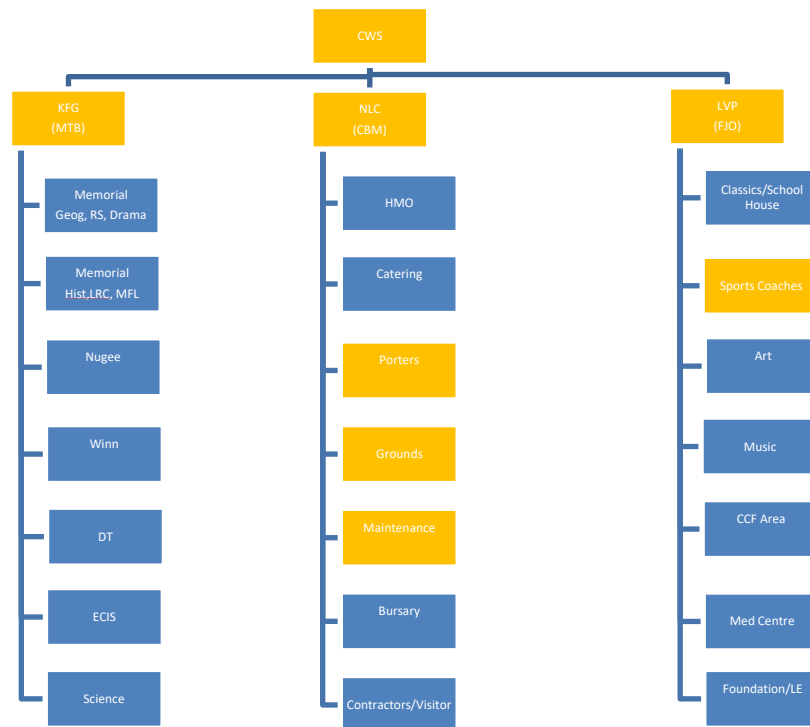 CWS
KFG
(MTB)
NLC
(CBM)
LVP
(FJO)
Memorial
Geog, RS, Drama
Memorial
Hist,LRC, MFL
Nugee
Winn
DT
ECIS
Science
HMO
Catering
Porters
Grounds
Maintenance
Bursary
Contractors/Visitor
Classics/School
House
Sports Coaches
Art
Music
CCF Area
Med Centre
Foundation/LE